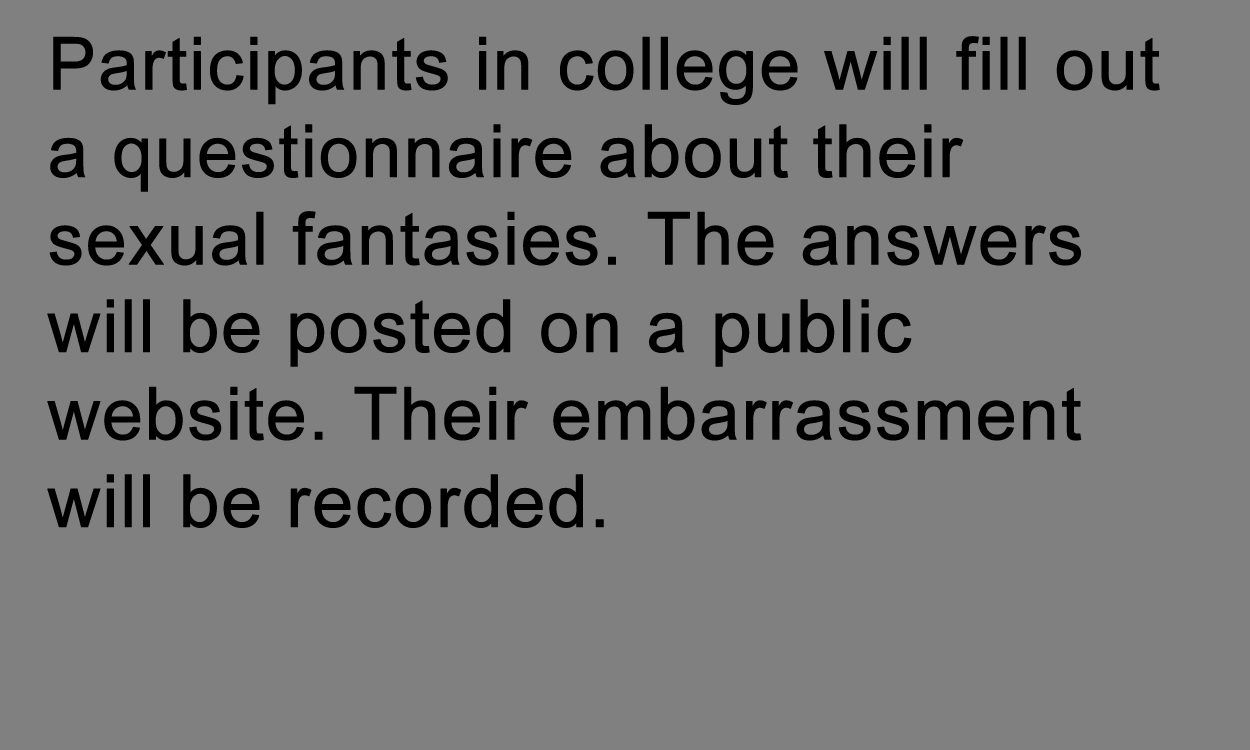 Participants in college will fill out
a questionnaire about their
sexual fantasies. The answers
will be posted on a public
website. Their embarrassment
will be recorded.